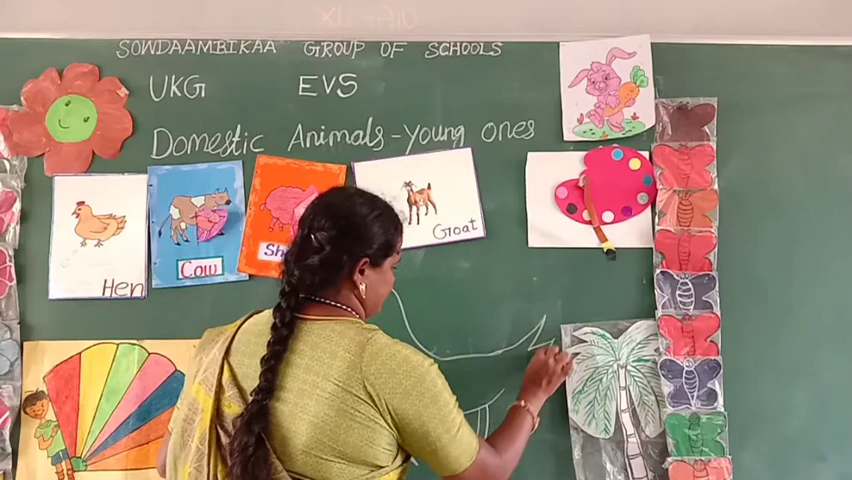 SOWDAAMBIKAA GROUP OF SCHOOLS
UKG EVS
Domestic Animals-young ones
Hen
Cow
Goat